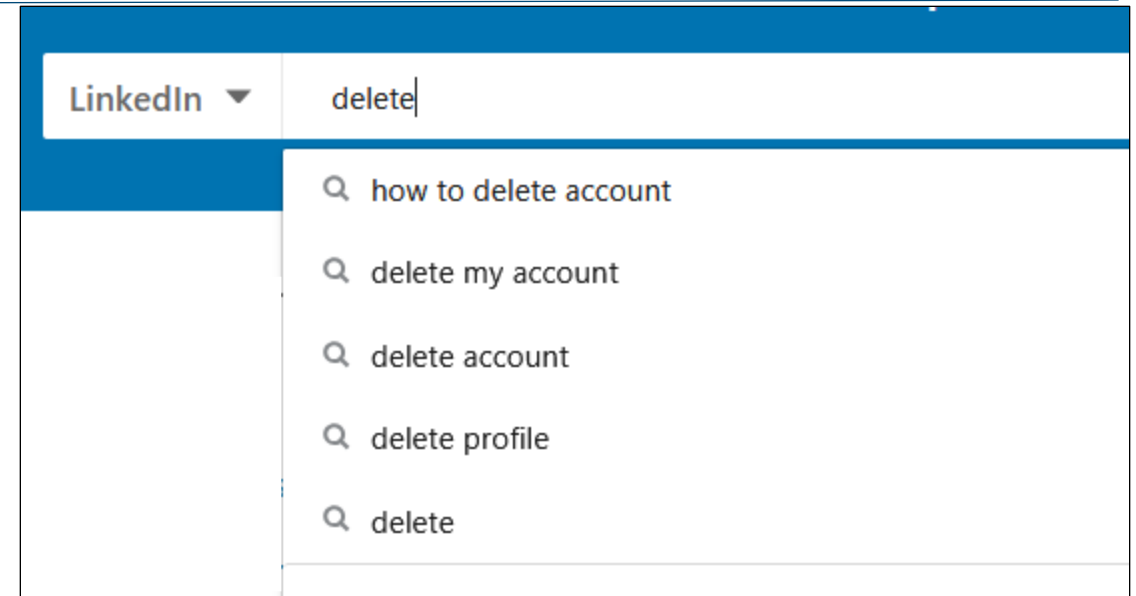 LinkedIn
delete
how to delete account
delete my account
delete account
delete profile
delete